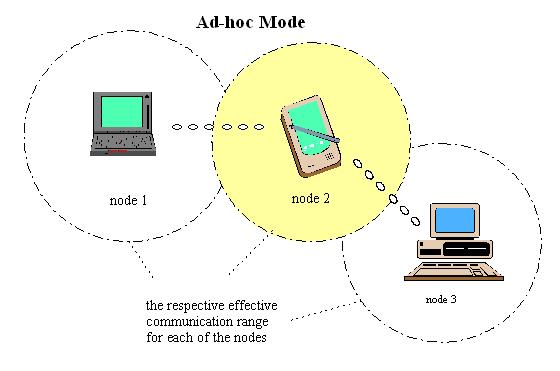 Ad-hoc Mode
node 1
node 2
node 3
the respective effective
communication range
for each of the nodes